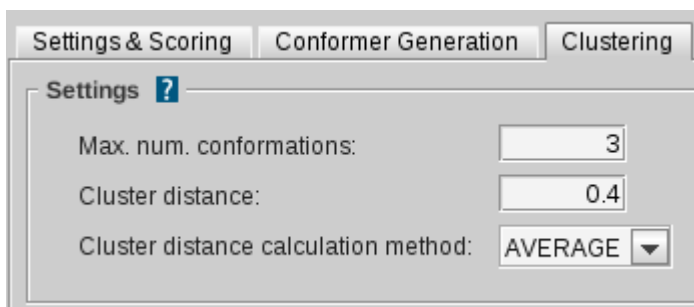 Settings & Scoring Conformer Generation Clustering
Settings ?
Max. num. conformations: 3
Cluster distance: 0.4
Cluster distance calculation method: AVERAGE